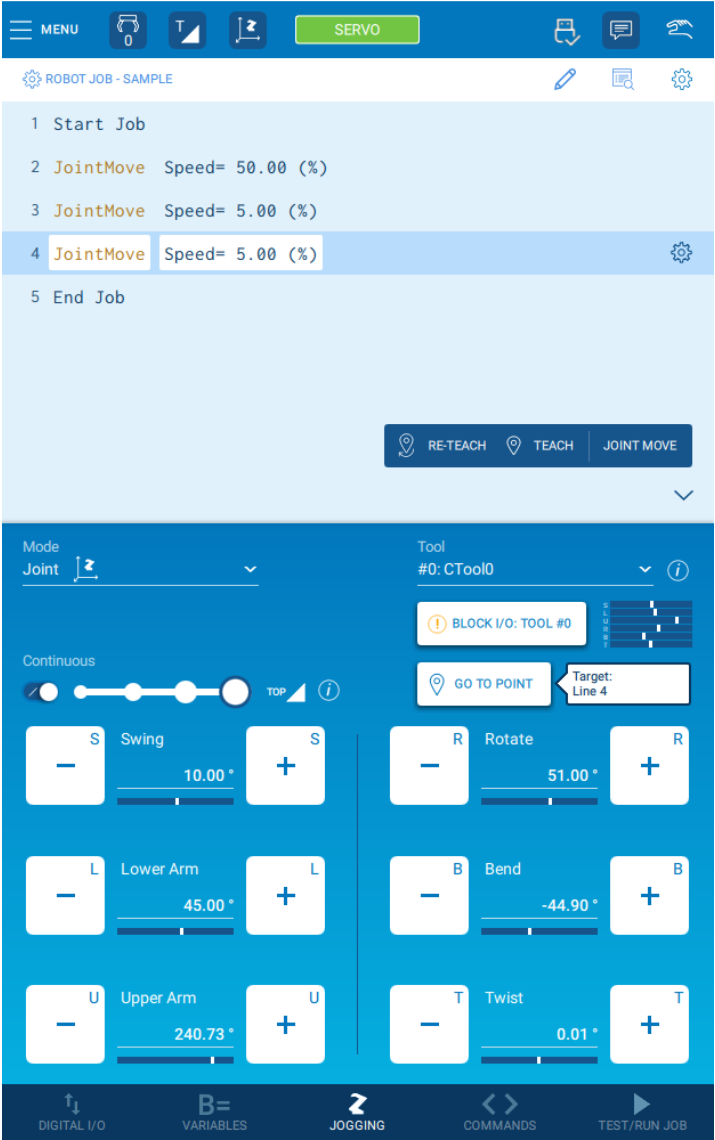 MENU 0 T SERVO
ROBOT JOB - SAMPLE
1 Start Job
2 JointMove Speed= 50.00 (%)
3 JointMove Speed= 5.00 (%)
4 JointMove Speed= 5.00 (%)
5 End Job
RE-TEACH TEACH JOINT MOVE
Mode Tool
Joint #0: CTool0 i
! BLOCK I/O: TOOL #0
S
L
U
R
B
T
Continuous
TOP i
GO TO POINT
Target:
Line 4
S Swing S R Rotate R
− 10.00 ° + − 51.00 ° +
L Lower Arm L B Bend B
− 45.00 ° + − -44.90 ° +
U Upper Arm U T Twist T
− 240.73 ° + − 0.01 ° +
B=
DIGITAL I/O VARIABLES JOGGING COMMANDS TEST/RUN JOB